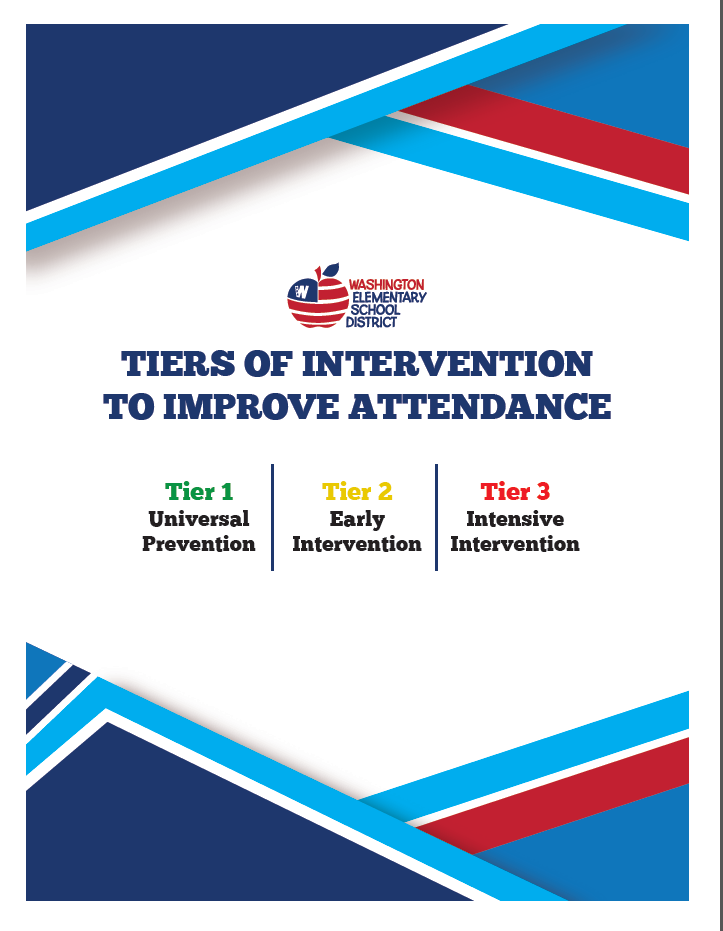 WASHINGTON
ELEMENTARY
SCHOOL
DISTRICT
TIERS OF INTERVENTION
TO IMPROVE ATTENDANCE
Tier 1
Universal
Prevention
Tier 2
Early
Intervention
Tier 3
Intensive
Intervention